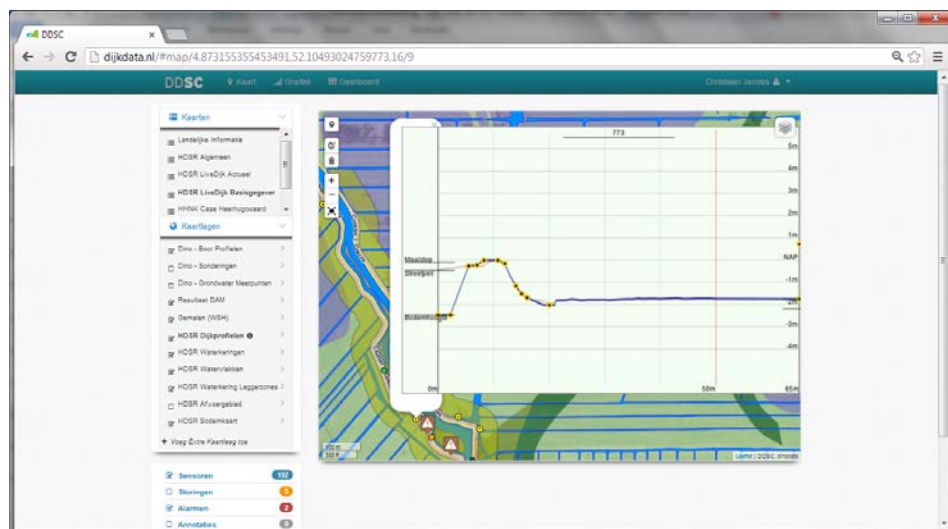 DDSC
dijkdata.nl/#map/4.873155355453491,52.10493024759773,16/9
DDSC Kaart Grafiek Dashboard Christiaan Jacobs
Kaarten
Landelijke Informatie
HDSR Algemeen
HDSR LiveDijk Actueel
HDSR LiveDijk Basisgegever
HHNK Case Heerhugowaard
Kaartlagen
Dino - Boor Profielen
Dino - Sonderingen
Dino - Grondwater Meetpunten
Resultaat DAM
Gemalen (WSH)
HDSR Dijkprofielen
HDSR Waterkeringen
HDSR Watervlakken
HDSR Waterkering Leggerzones
HDSR Afvoergebied
HDSR Bodemkaart
+ Voeg Extra Kaartlaag toe
Sensoren 192
Storingen 5
Alarmen 2
Annotaties 0
773
5m
4m
3m
2m
1m
NAP
-1m
-2m
-3m
-4m
Maaistop
Streefpeil
Bodemhoogte
0m
50m
65m
100 m
300 ft
Leaflet | DDSC,